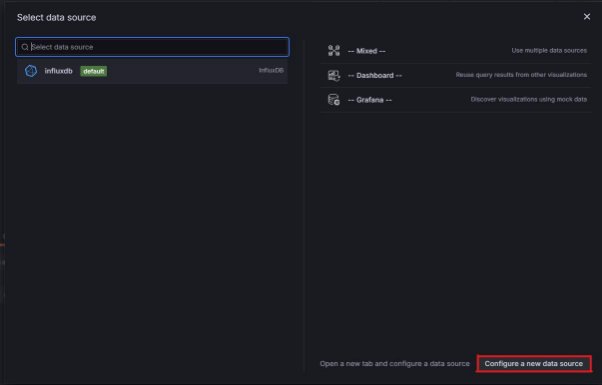 Select data source
Select data source
influxdb default InfluxDB
-- Mixed -- Use multiple data sources
-- Dashboard -- Reuse query results from other visualizations
-- Grafana -- Discover visualizations using mock data
Open a new tab and configure a data source Configure a new data source